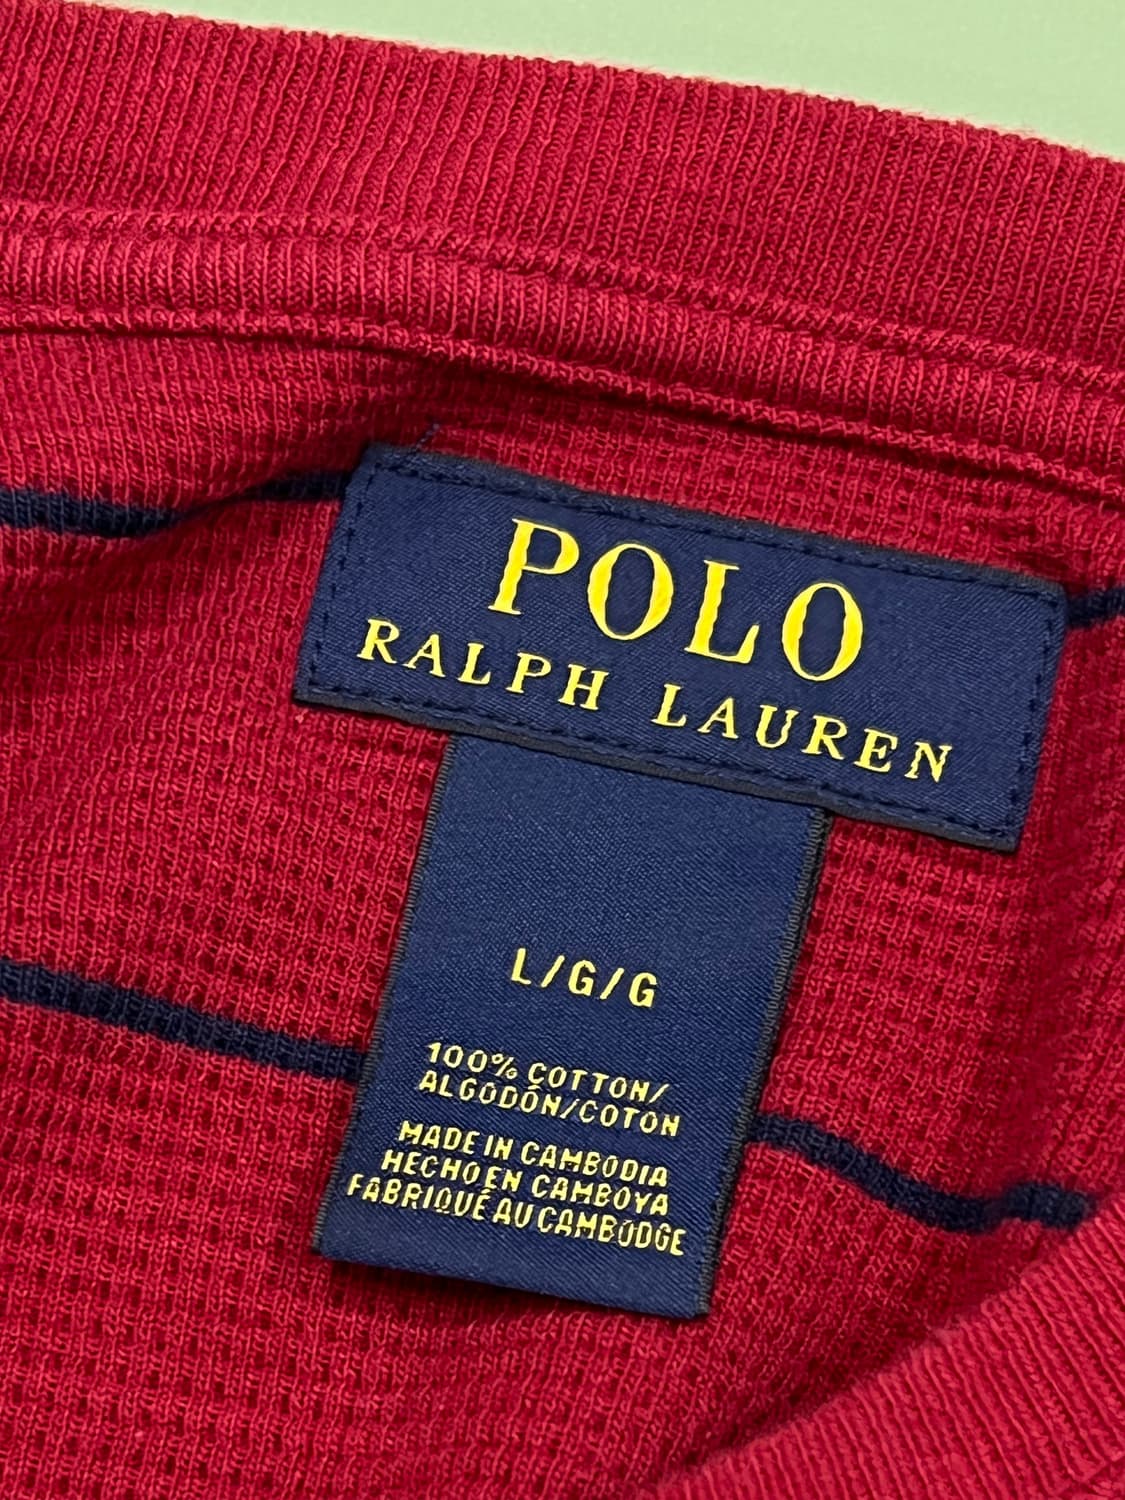 POLO
RALPH LAUREN
L/G/G
100% COTTON/
ALGODÓN/COTON
MADE IN CAMBODIA
HECHO EN CAMBOYA
FABRIQUÉ AU CAMBODGE